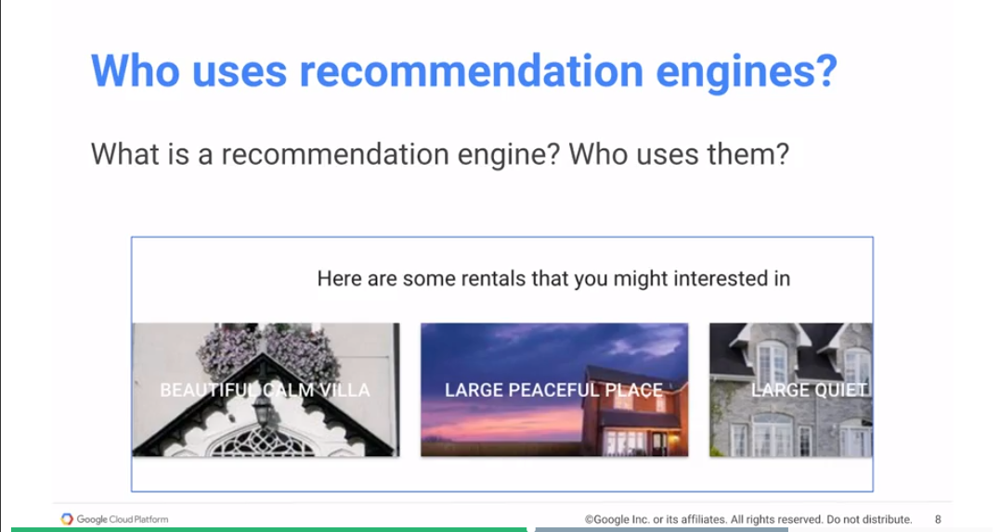 Who uses recommendation engines?
What is a recommendation engine? Who uses them?
Here are some rentals that you might interested in
BEAUTIFUL CALM VILLA
LARGE PEACEFUL PLACE
LARGE QUIET
Google Cloud Platform
©Google Inc. or its affiliates. All rights reserved. Do not distribute.
8